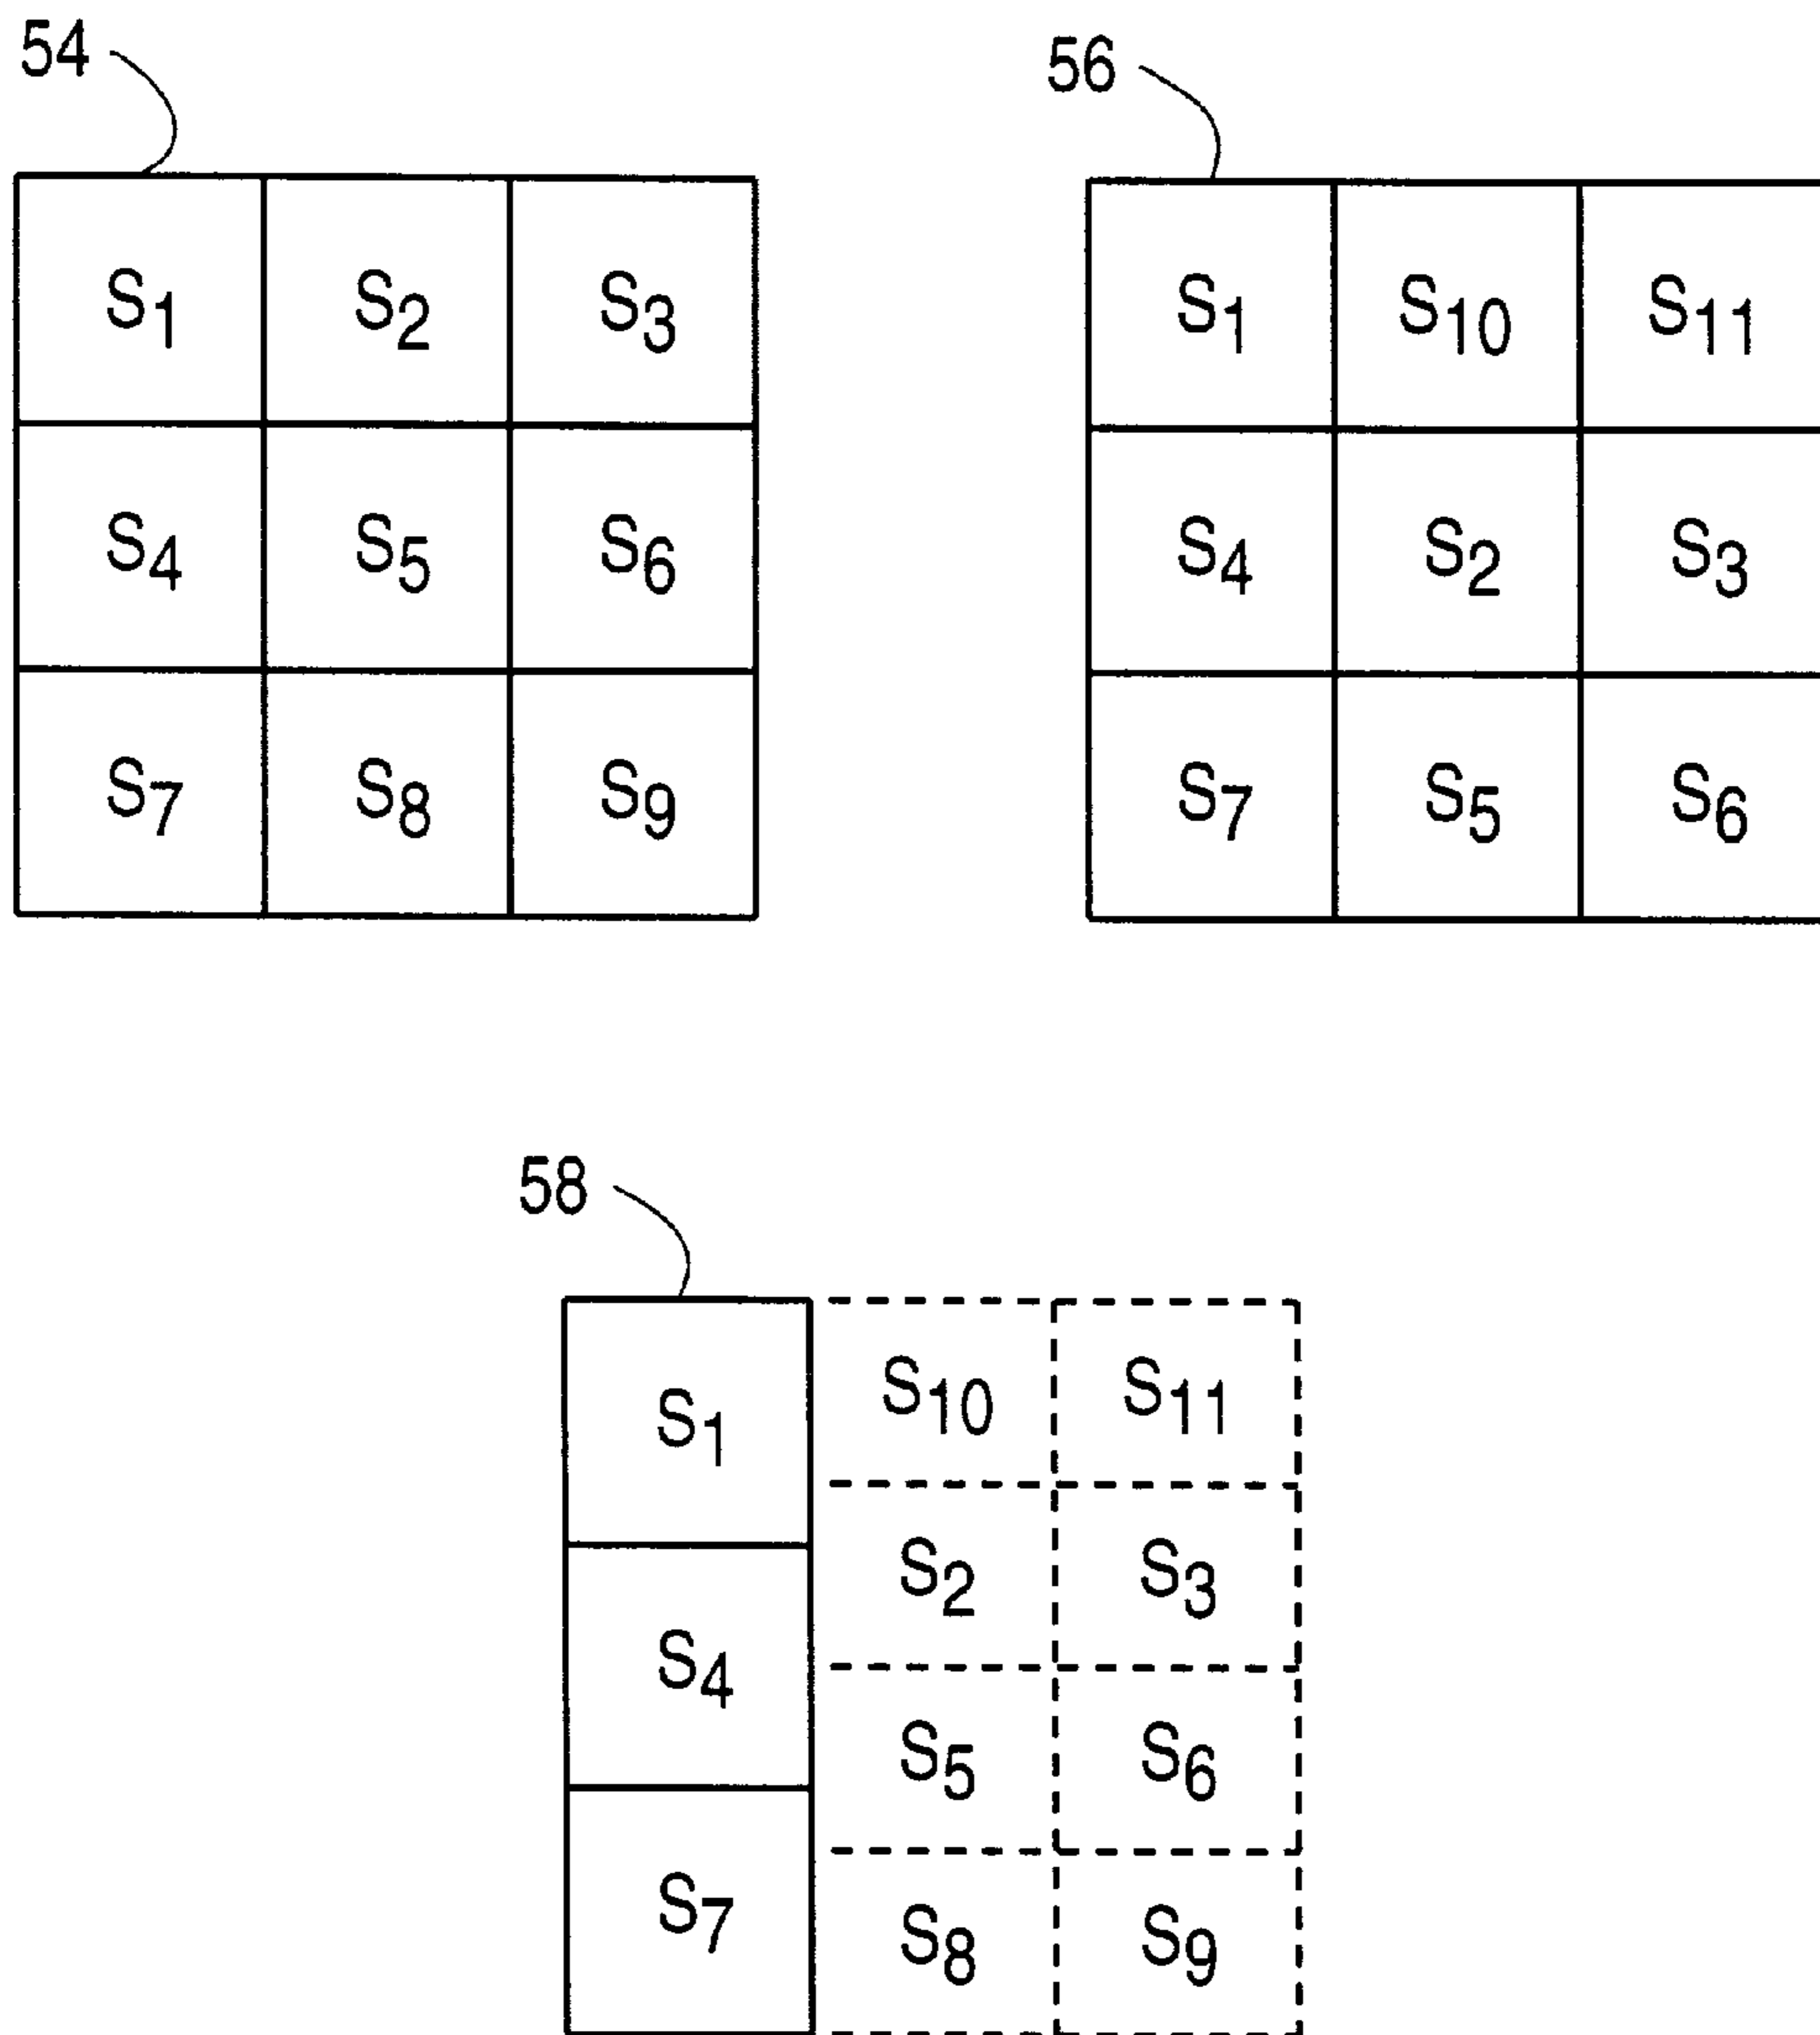 54
56
S1 S2 S3
S4 S5 S6
S7 S8 S9
S1 S10 S11
S4 S2 S3
S7 S5 S6
58
S1
S4
S7
S10 S11
S2 S3
S5 S6
S8 S9